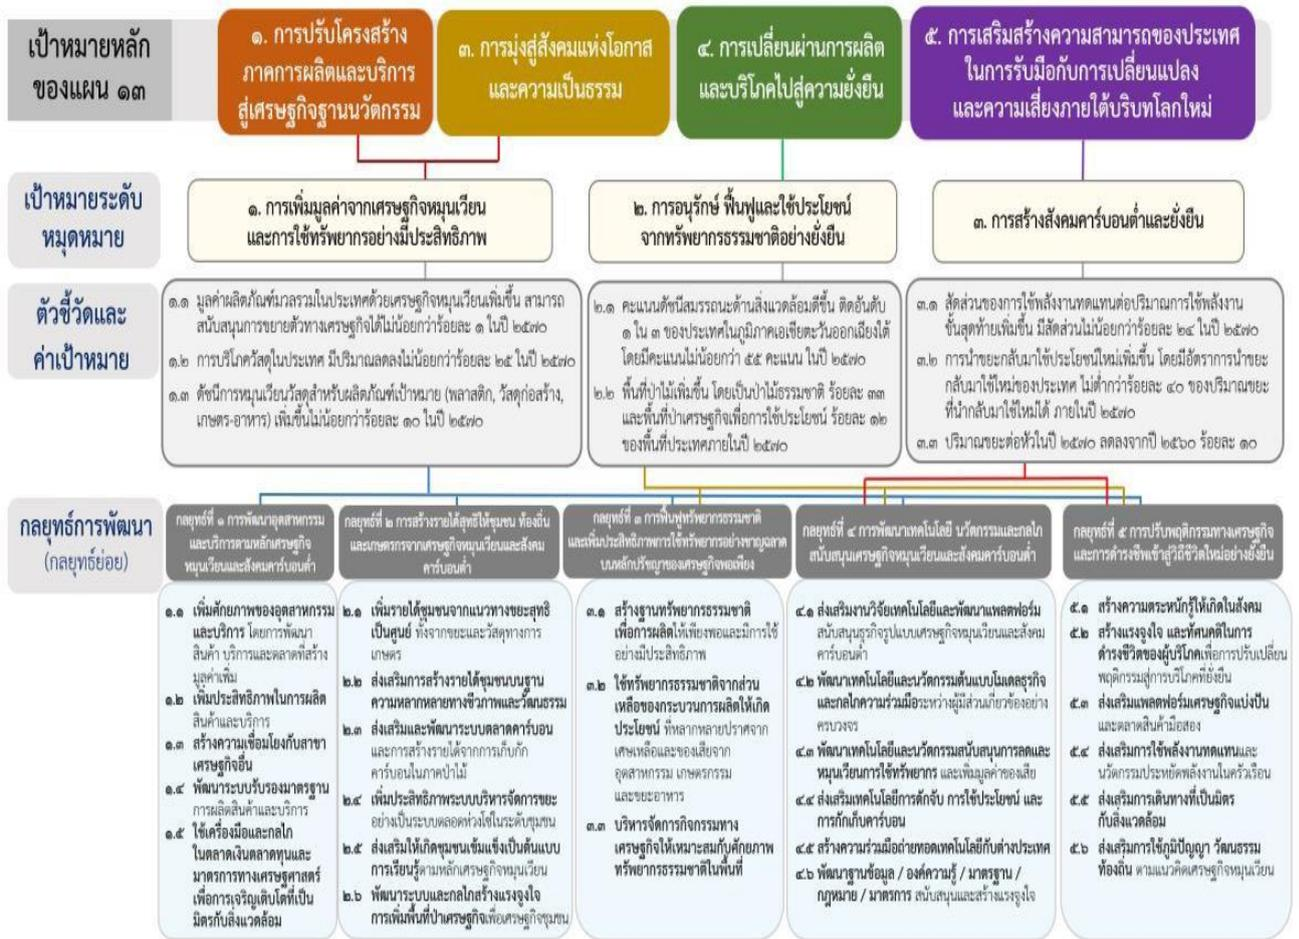 เป้าหมายหลัก
ของแผน ๑๓
๑. การปรับโครงสร้าง
ภาคการผลิตและบริการ
สู่เศรษฐกิจฐานนวัตกรรม
๓. การมุ่งสู่สังคมแห่งโอกาส
และความเป็นธรรม
๔. การเปลี่ยนผ่านการผลิต
และบริโภคไปสู่ความยั่งยืน
๕. การเสริมสร้างความสามารถของประเทศ
ในการรับมือกับการเปลี่ยนแปลง
และความเสี่ยงภายใต้บริบทโลกใหม่
เป้าหมายระดับ
หมุดหมาย
๑. การเพิ่มมูลค่าจากเศรษฐกิจหมุนเวียน
และการใช้ทรัพยากรอย่างมีประสิทธิภาพ
๒. การอนุรักษ์ ฟื้นฟูและใช้ประโยชน์
จากทรัพยากรธรรมชาติอย่างยั่งยืน
๓. การสร้างสังคมคาร์บอนต่ำและยั่งยืน
ตัวชี้วัดและ
ค่าเป้าหมาย
๑.๑ มูลค่าผลิตภัณฑ์มวลรวมในประเทศด้วยเศรษฐกิจหมุนเวียนเพิ่มขึ้น สามารถ
สนับสนุนการขยายตัวทางเศรษฐกิจได้ไม่น้อยกว่าร้อยละ ๑ ในปี ๒๕๗๐
๑.๒ การบริโภควัสดุในประเทศ มีปริมาณลดลงไม่น้อยกว่าร้อยละ ๒๕ ในปี ๒๕๗๐
๑.๓ ดัชนีการหมุนเวียนวัสดุสำหรับผลิตภัณฑ์เป้าหมาย (พลาสติก, วัสดุก่อสร้าง,
เกษตร-อาหาร) เพิ่มขึ้นไม่น้อยกว่าร้อยละ ๑๐ ในปี ๒๕๗๐
๒.๑ คะแนนดัชนีสมรรถนะด้านสิ่งแวดล้อมดีขึ้น ติดอันดับ
๑ ใน ๓ ของประเทศในภูมิภาคเอเชียตะวันออกเฉียงใต้
โดยมีคะแนนไม่น้อยกว่า ๕๕ คะแนน ในปี ๒๕๗๐
๒.๒ พื้นที่ป่าไม้เพิ่มขึ้น โดยเป็นป่าไม้ธรรมชาติ ร้อยละ ๓๓
และพื้นที่ป่าเศรษฐกิจเพื่อการใช้ประโยชน์ ร้อยละ ๑๒
ของพื้นที่ประเทศภายในปี ๒๕๗๐
๓.๑ สัดส่วนของการใช้พลังงานทดแทนต่อปริมาณการใช้พลังงาน
ขั้นสุดท้ายเพิ่มขึ้น มีสัดส่วนไม่น้อยกว่าร้อยละ ๒๔ ในปี ๒๕๗๐
๓.๒ การนำขยะกลับมาใช้ประโยชน์ใหม่เพิ่มขึ้น โดยมีอัตราการนำขยะ
กลับมาใช้ใหม่ของประเทศ ไม่ต่ำกว่าร้อยละ ๔๐ ของปริมาณขยะ
ที่นำกลับมาใช้ใหม่ได้ ภายในปี ๒๕๗๐
๓.๓ ปริมาณขยะต่อหัวในปี ๒๕๗๐ ลดลงจากปี ๒๕๖๐ ร้อยละ ๑๐
กลยุทธ์การพัฒนา
(กลยุทธ์ย่อย)
กลยุทธ์ที่ ๑ การพัฒนาอุตสาหกรรม
และบริการตามหลักเศรษฐกิจ
หมุนเวียนและสังคมคาร์บอนต่ำ
กลยุทธ์ที่ ๒ การสร้างรายได้สุทธิให้ชุมชน ท้องถิ่น
และเกษตรกรจากเศรษฐกิจหมุนเวียนและสังคม
คาร์บอนต่ำ
กลยุทธ์ที่ ๓ การฟื้นฟูทรัพยากรธรรมชาติ
และเพิ่มประสิทธิภาพการใช้ทรัพยากรอย่างชาญฉลาด
บนหลักปรัชญาของเศรษฐกิจพอเพียง
กลยุทธ์ที่ ๔ การพัฒนาเทคโนโลยี นวัตกรรมและกลไก
สนับสนุนเศรษฐกิจหมุนเวียนและสังคมคาร์บอนต่ำ
กลยุทธ์ที่ ๕ การปรับพฤติกรรมทางเศรษฐกิจ
และการดำรงชีพเข้าสู่วิถีชีวิตใหม่อย่างยั่งยืน
๑.๑ เพิ่มศักยภาพของอุตสาหกรรม
และบริการ โดยการพัฒนา
สินค้า บริการและตลาดที่สร้าง
มูลค่าเพิ่ม
๑.๒ เพิ่มประสิทธิภาพในการผลิต
สินค้าและบริการ
๑.๓ สร้างความเชื่อมโยงกับสาขา
เศรษฐกิจอื่น
๑.๔ พัฒนาระบบรับรองมาตรฐาน
การผลิตสินค้าและบริการ
๑.๕ ใช้เครื่องมือและกลไก
ในตลาดเงินตลาดทุนและ
มาตรการทางเศรษฐศาสตร์
เพื่อการเจริญเติบโตที่เป็น
มิตรกับสิ่งแวดล้อม
๒.๑ เพิ่มรายได้ชุมชนจากแนวทางขยะสุทธิ
เป็นศูนย์ ทั้งจากขยะและวัสดุทางการ
เกษตร
๒.๒ ส่งเสริมการสร้างรายได้ชุมชนบนฐาน
ความหลากหลายทางชีวภาพและวัฒนธรรม
๒.๓ ส่งเสริมและพัฒนาระบบตลาดคาร์บอน
และการสร้างรายได้จากการเก็บกัก
คาร์บอนในภาคป่าไม้
๒.๔ เพิ่มประสิทธิภาพระบบบริหารจัดการขยะ
อย่างเป็นระบบตลอดห่วงโซ่ในระดับชุมชน
๒.๕ ส่งเสริมให้เกิดชุมชนเข้มแข็งเป็นต้นแบบ
การเรียนรู้ตามหลักเศรษฐกิจหมุนเวียน
๒.๖ พัฒนาระบบและกลไกสร้างแรงจูงใจ
การเพิ่มพื้นที่ป่าเศรษฐกิจเพื่อเศรษฐกิจชุมชน
๓.๑ สร้างฐานทรัพยากรธรรมชาติ
เพื่อการผลิตให้เพียงพอและมีการใช้
อย่างมีประสิทธิภาพ
๓.๒ ใช้ทรัพยากรธรรมชาติจากส่วน
เหลือของกระบวนการผลิตให้เกิด
ประโยชน์ ที่หลากหลายปราศจาก
เศษเหลือและของเสียจาก
อุตสาหกรรม เกษตรกรรม
และขยะอาหาร
๓.๓ บริหารจัดการกิจกรรมทาง
เศรษฐกิจให้เหมาะสมกับศักยภาพ
ทรัพยากรธรรมชาติในพื้นที่
๔.๑ ส่งเสริมงานวิจัยเทคโนโลยีและพัฒนาแพลตฟอร์ม
สนับสนุนธุรกิจรูปแบบเศรษฐกิจหมุนเวียนและสังคม
คาร์บอนต่ำ
๔.๒ พัฒนาเทคโนโลยีและนวัตกรรมต้นแบบโมเดลธุรกิจ
และกลไกความร่วมมือระหว่างผู้มีส่วนเกี่ยวข้องอย่าง
ครบวงจร
๔.๓ พัฒนาเทคโนโลยีและนวัตกรรมสนับสนุนการลดและ
หมุนเวียนการใช้ทรัพยากร และเพิ่มมูลค่าของเสีย
๔.๔ ส่งเสริมเทคโนโลยีการดักจับ การใช้ประโยชน์ และ
การกักเก็บคาร์บอน
๔.๕ สร้างความร่วมมือถ่ายทอดเทคโนโลยีกับต่างประเทศ
๔.๖ พัฒนาฐานข้อมูล / องค์ความรู้ / มาตรฐาน /
กฎหมาย / มาตรการ สนับสนุนและสร้างแรงจูงใจ
๕.๑ สร้างความตระหนักรู้ให้เกิดในสังคม
๕.๒ สร้างแรงจูงใจ และทัศนคติในการ
ดำรงชีวิตของผู้บริโภคเพื่อการปรับเปลี่ยน
พฤติกรรมสู่การบริโภคที่ยั่งยืน
๕.๓ ส่งเสริมแพลตฟอร์มเศรษฐกิจแบ่งปัน
และตลาดสินค้ามือสอง
๕.๔ ส่งเสริมการใช้พลังงานทดแทนและ
นวัตกรรมประหยัดพลังงานในครัวเรือน
๕.๕ ส่งเสริมการเดินทางที่เป็นมิตร
กับสิ่งแวดล้อม
๕.๖ ส่งเสริมการใช้ภูมิปัญญา วัฒนธรรม
ท้องถิ่น ตามแนวคิดเศรษฐกิจหมุนเวียน